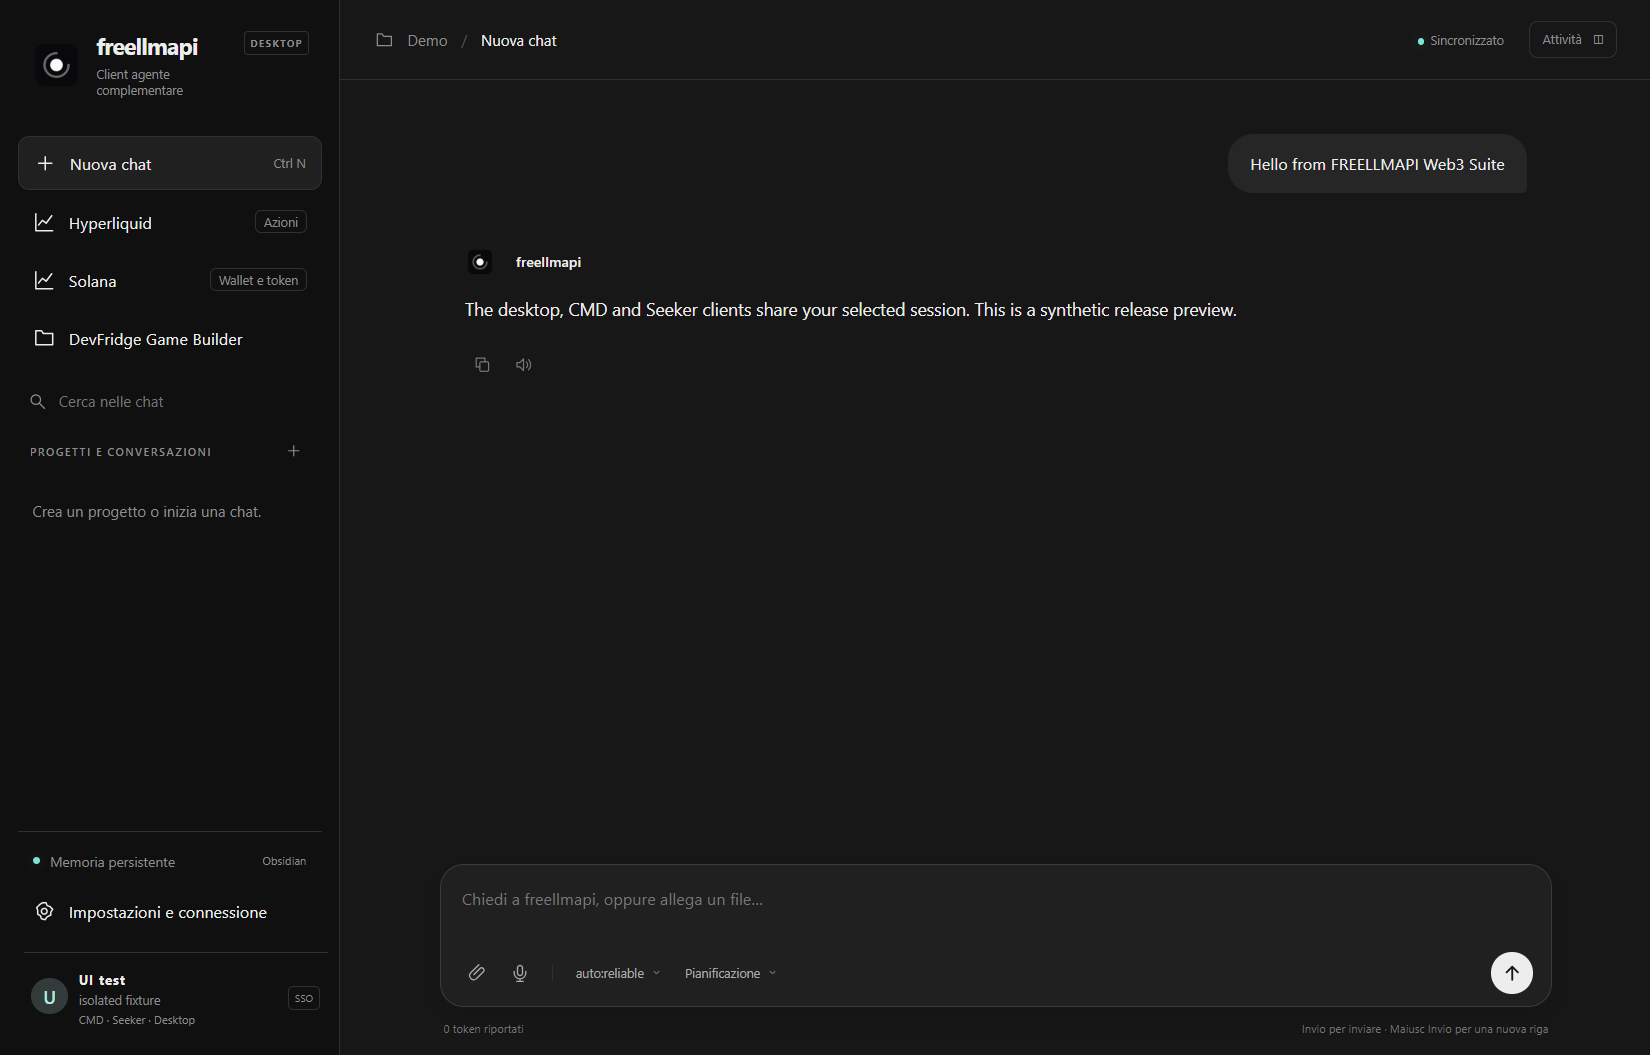 freellmapi
DESKTOP
Client agente
complementare
Nuova chat
Ctrl N
Hyperliquid
Azioni
Solana
Wallet e token
DevFridge Game Builder
Cerca nelle chat
PROGETTI E CONVERSAZIONI
Crea un progetto o inizia una chat.
Memoria persistente
Obsidian
Impostazioni e connessione
U
UI test
isolated fixture
CMD · Seeker · Desktop
SSO
Demo / Nuova chat
Sincronizzato
Attività
Hello from FREELLMAPI Web3 Suite
freellmapi
The desktop, CMD and Seeker clients share your selected session. This is a synthetic release preview.
Chiedi a freellmapi, oppure allega un file...
auto:reliable
Pianificazione
0 token riportati
Invio per inviare · Maiusc Invio per una nuova riga